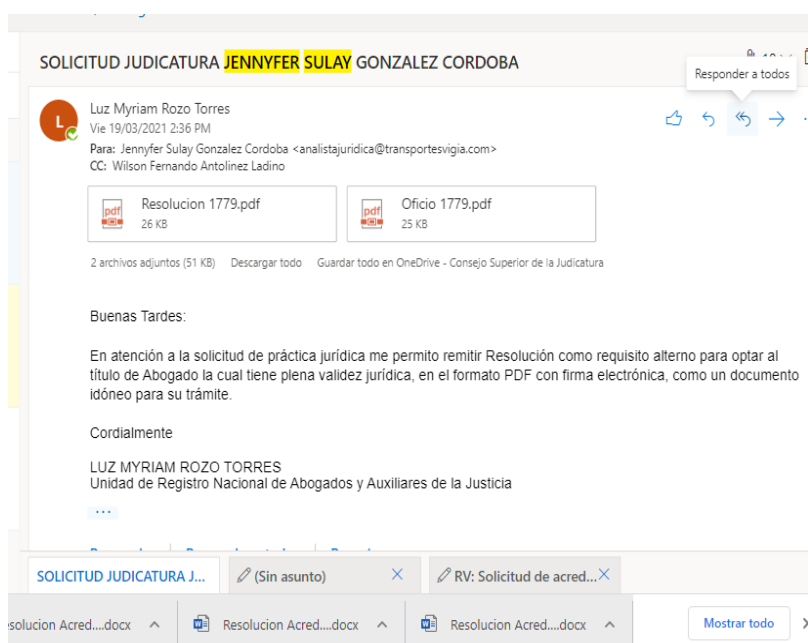 SOLICITUD JUDICATURA JENNYFER SULAY GONZALEZ CORDOBA
Responder a todos
L
Luz Myriam Rozo Torres
Vie 19/03/2021 2:36 PM
Para: Jennyfer Sulay Gonzalez Cordoba <analistajuridica@transportesvigia.com>
CC: Wilson Fernando Antolinez Ladino
pdf Resolucion 1779.pdf
26 KB
pdf Oficio 1779.pdf
25 KB
2 archivos adjuntos (51 KB) Descargar todo Guardar todo en OneDrive - Consejo Superior de la Judicatura
Buenas Tardes:
En atención a la solicitud de práctica jurídica me permito remitir Resolución como requisito alterno para optar al
título de Abogado la cual tiene plena validez jurídica, en el formato PDF con firma electrónica, como un documento
idóneo para su trámite.
Cordialmente
LUZ MYRIAM ROZO TORRES
Unidad de Registro Nacional de Abogados y Auxiliares de la Justicia
...
SOLICITUD JUDICATURA J... (Sin asunto) RV: Solicitud de acred...
esolucion Acred....docx Resolucion Acred....docx Resolucion Acred....docx Mostrar todo